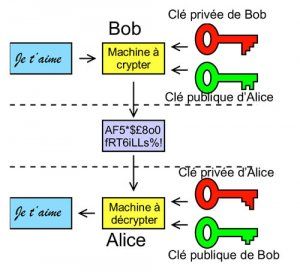 Bob
Clé privée de Bob
Je t'aime
Machine à
crypter
Clé publique d'Alice
AF5*$£8o0
fRT6iLLs%!
Clé privée d'Alice
Je t'aime
Machine à
décrypter
Alice
Clé publique de Bob